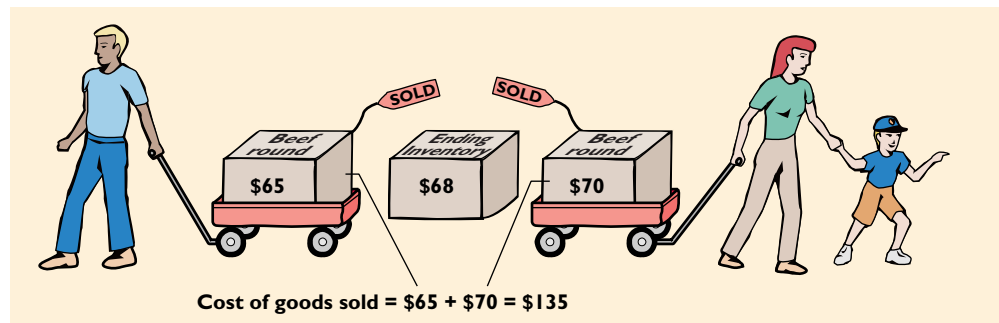 SOLD
SOLD
Beef
round
$65
Ending
Inventory
$68
Beef
round
$70
Cost of goods sold = $65 + $70 = $135